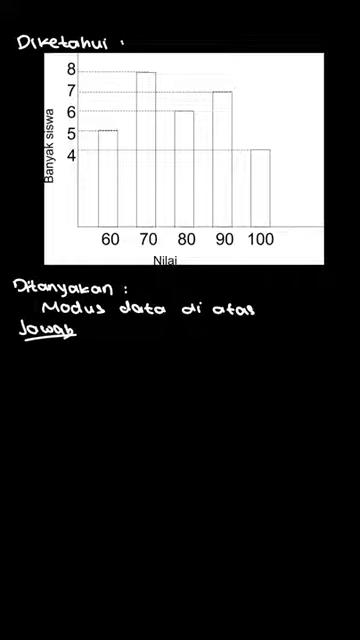 Diketahui :
8
7
6
5
4
Banyak siswa
60 70 80 90 100
Nilai
Ditanyakan :
Modus data di atas
Jawab